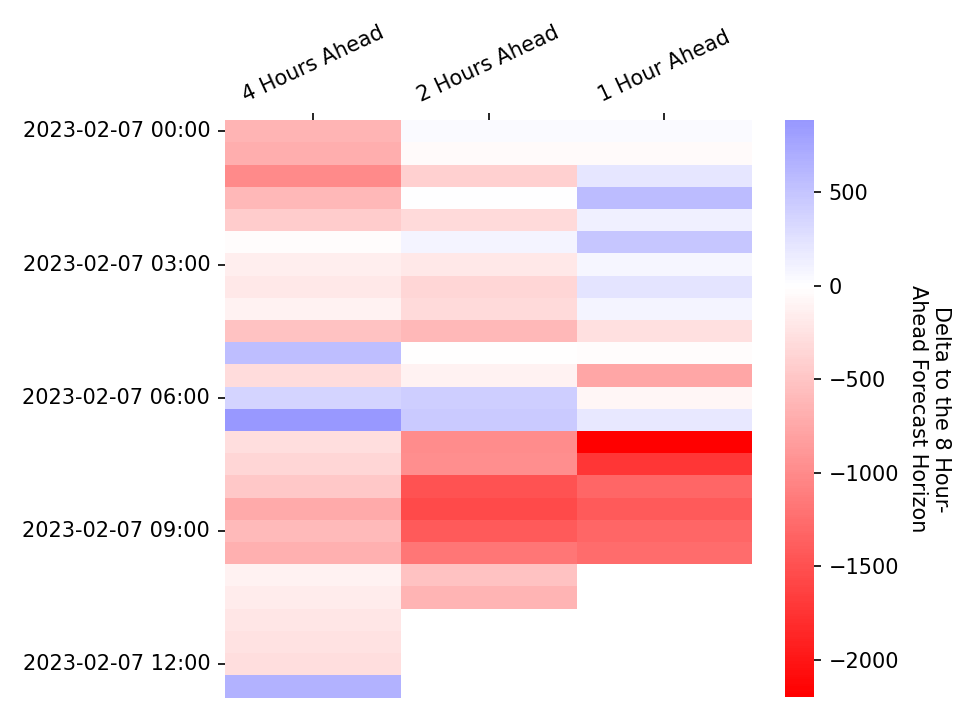 4 Hours Ahead
2 Hours Ahead
1 Hour Ahead
2023-02-07 00:00
2023-02-07 03:00
2023-02-07 06:00
2023-02-07 09:00
2023-02-07 12:00
500
0
−500
−1000
−1500
−2000
Delta to the 8 Hour-
Ahead Forecast Horizon